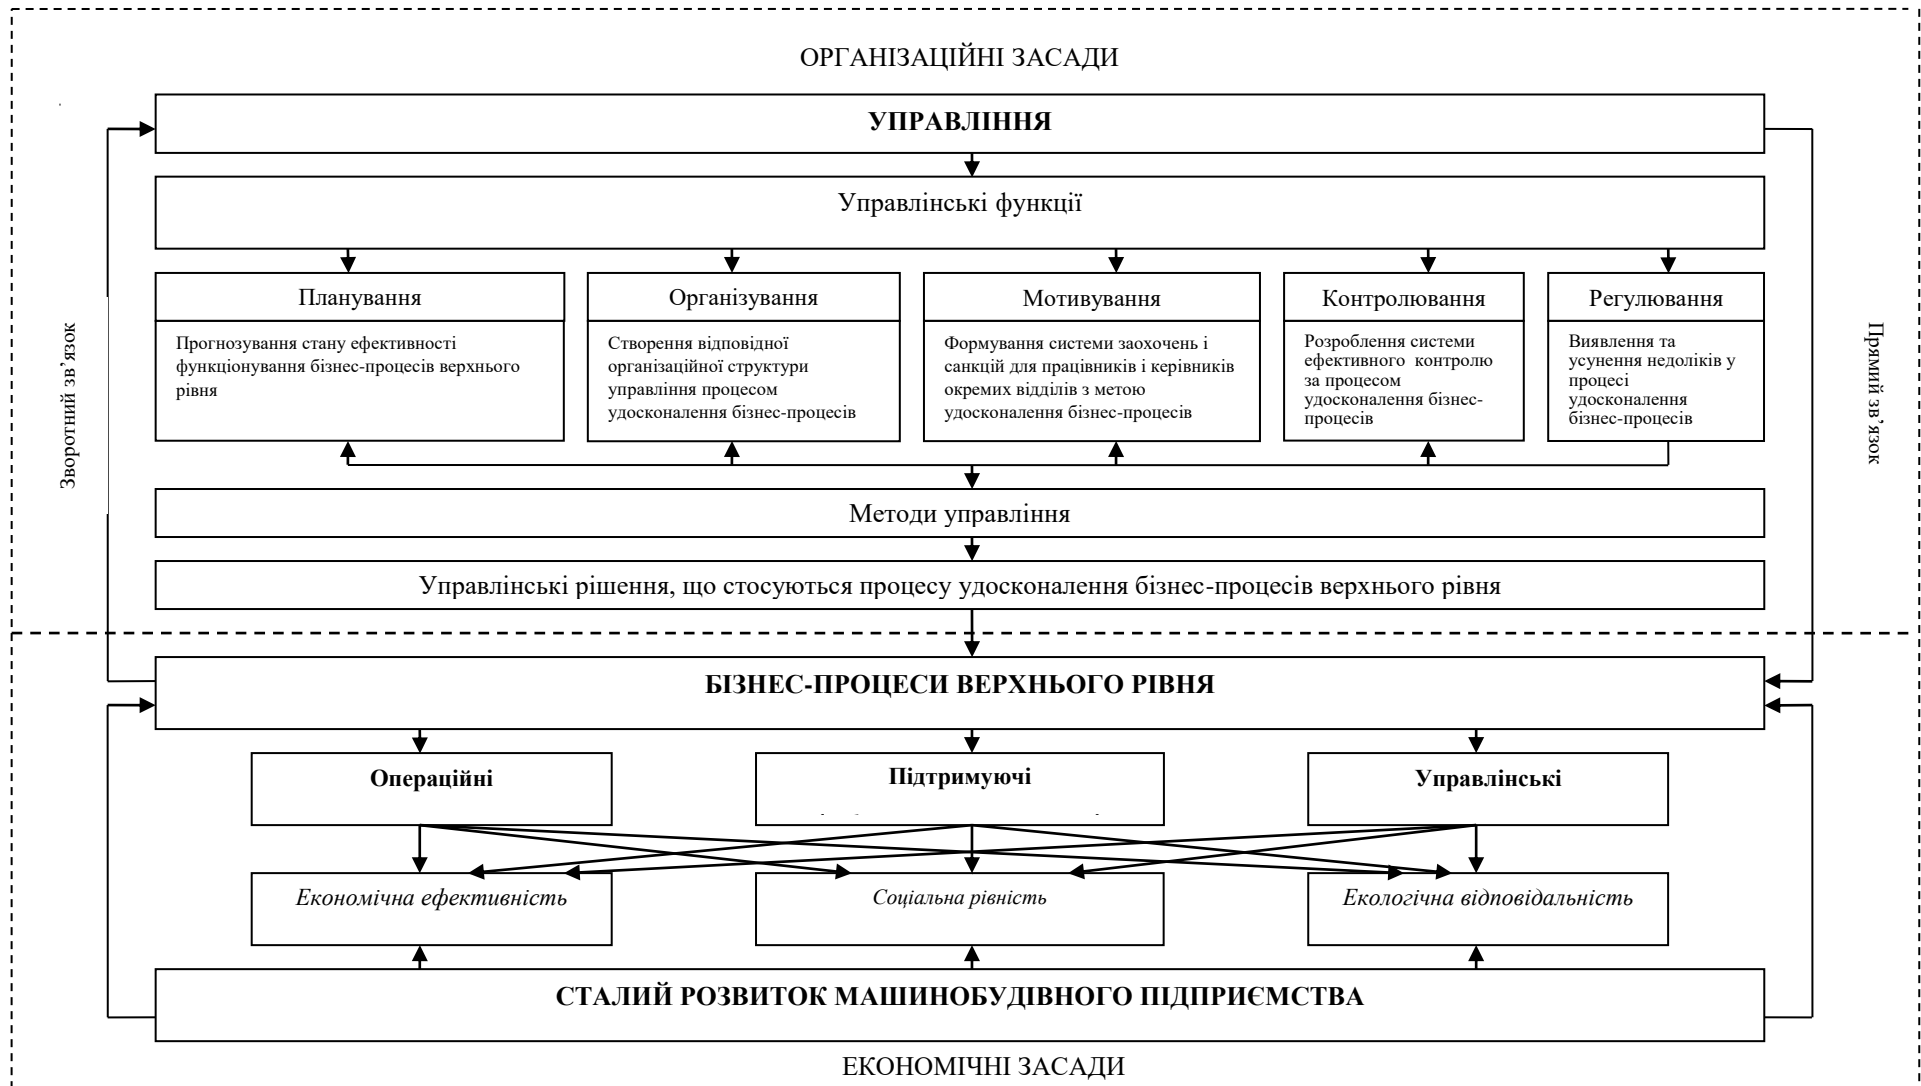 ОРГАНІЗАЦІЙНІ ЗАСАДИ
УПРАВЛІННЯ
Управлінські функції
Планування
Прогнозування стану ефективності
функціонування бізнес-процесів верхнього
рівня
Організування
Створення відповідної
організаційної структури
управління процесом
удосконалення бізнес-процесів
Мотивування
Формування системи заохочень і
санкцій для працівників і керівників
окремих відділів з метою
удосконалення бізнес-процесів
Контролювання
Розроблення системи
ефективного контролю
за процесом
удосконалення бізнес-
процесів
Регулювання
Виявлення та
усунення недоліків у
процесі
удосконалення
бізнес-процесів
Зворотний зв’язок
Прямий зв’язок
Методи управління
Управлінські рішення, що стосуються процесу удосконалення бізнес-процесів верхнього рівня
БІЗНЕС-ПРОЦЕСИ ВЕРХНЬОГО РІВНЯ
Операційні
Підтримуючі
Управлінські
Економічна ефективність
Соціальна рівність
Екологічна відповідальність
СТАЛИЙ РОЗВИТОК МАШИНОБУДІВНОГО ПІДПРИЄМСТВА
ЕКОНОМІЧНІ ЗАСАДИ